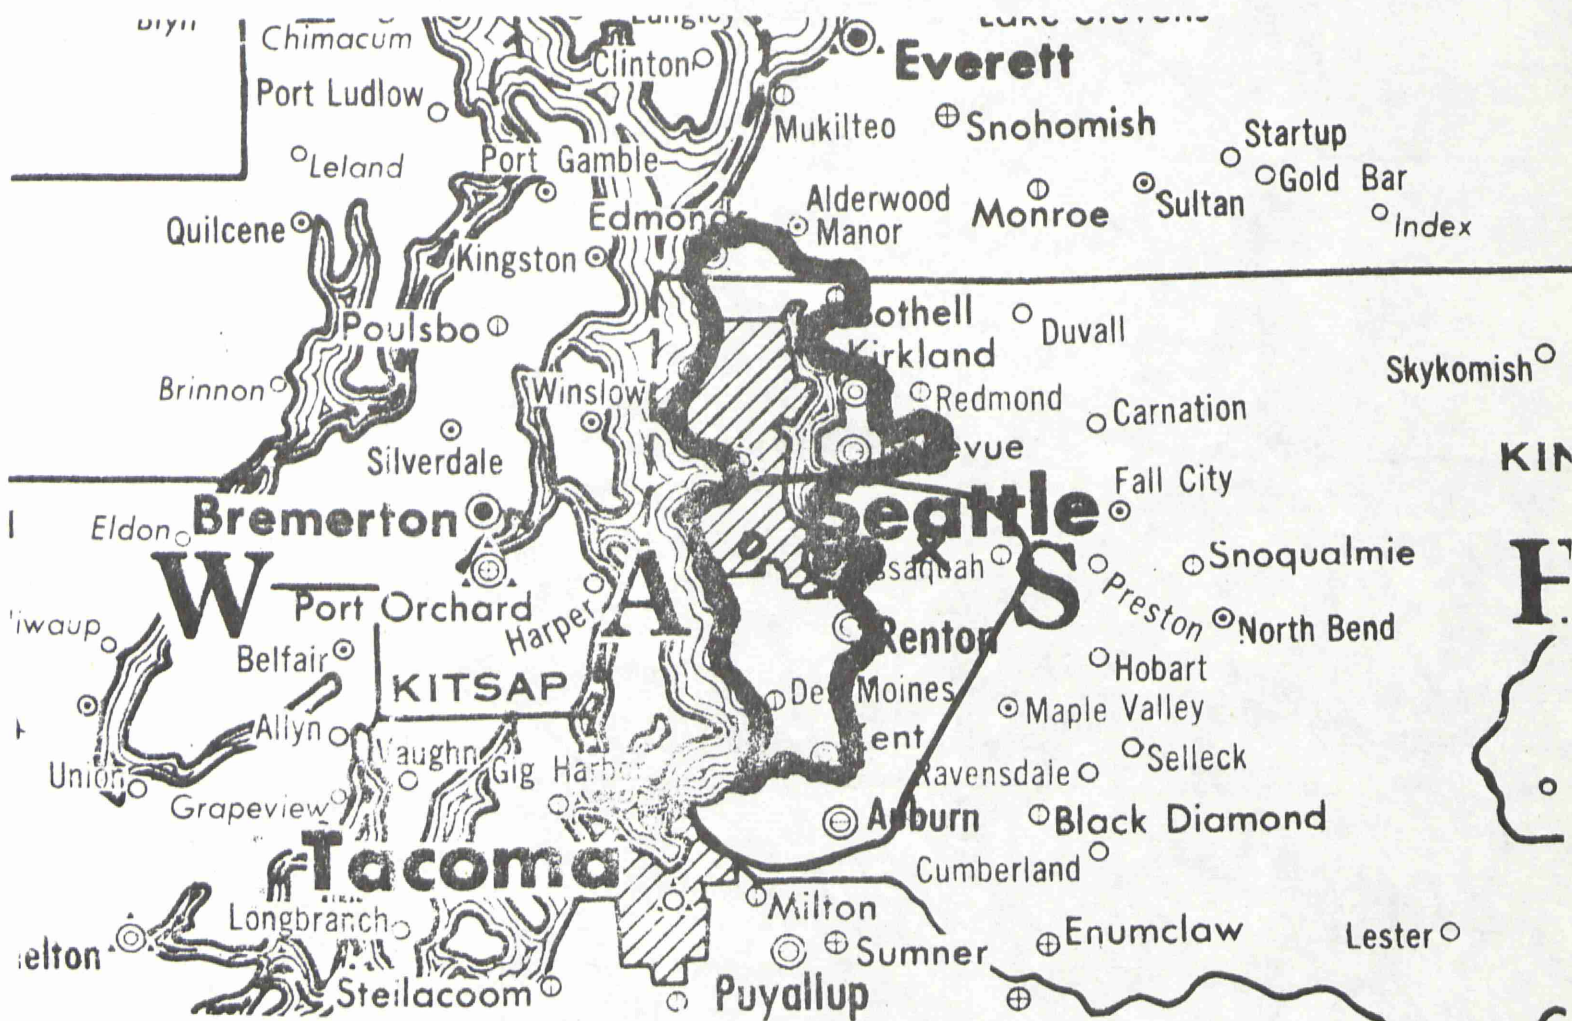 Chimacum
Clinton
Everett
Port Ludlow
Mukilteo
Snohomish
Startup
Leland
Port Gamble
Gold Bar
Alderwood
Manor
Monroe
Sultan
Index
Quilcene
Edmonds
Kingston
Bothell
Duvall
Poulsbo
Kirkland
Skykomish
Brinnon
Winslow
Redmond
Carnation
Silverdale
Fall City
Seattle
Bremerton
Eldon
Snoqualmie
W A S H
Preston
Port Orchard
Harper
North Bend
Renton
Belfair
Hobart
KITSAP
Des Moines
Maple Valley
Allyn
Vaughn
Kent
Selleck
Union
Gig Harbor
Ravensdale
Grapeview
Auburn
Black Diamond
Tacoma
Cumberland
Longbranch
Milton
Enumclaw
Lester
Sumner
elton
Steilacoom
Puyallup